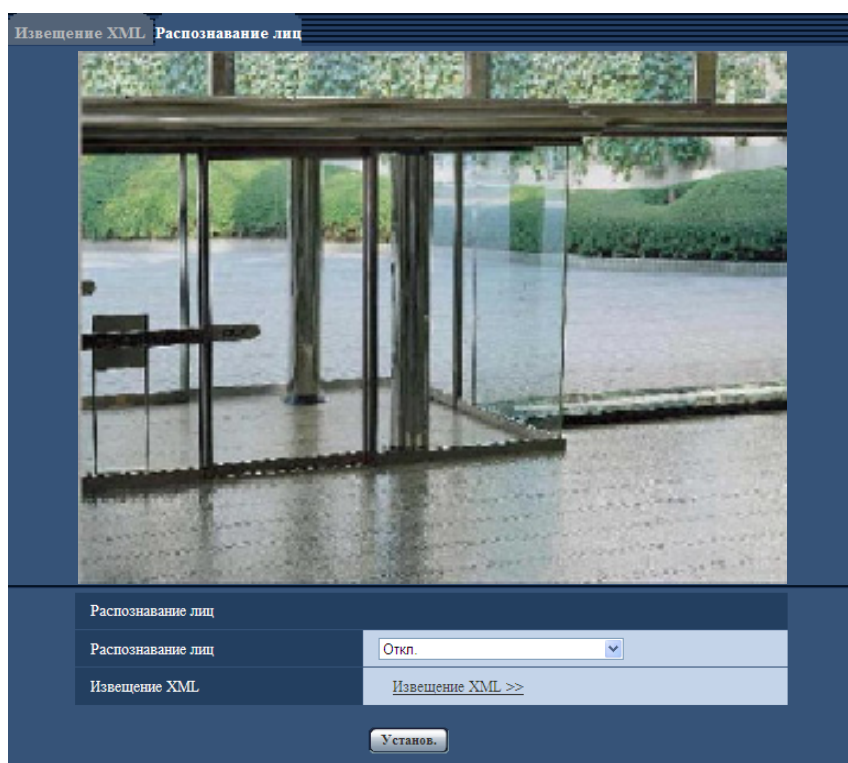 Извещение XML Распознавание лиц
Распознавание лиц
Распознавание лиц Откл.
Извещение XML Извещение XML >>
Установ.